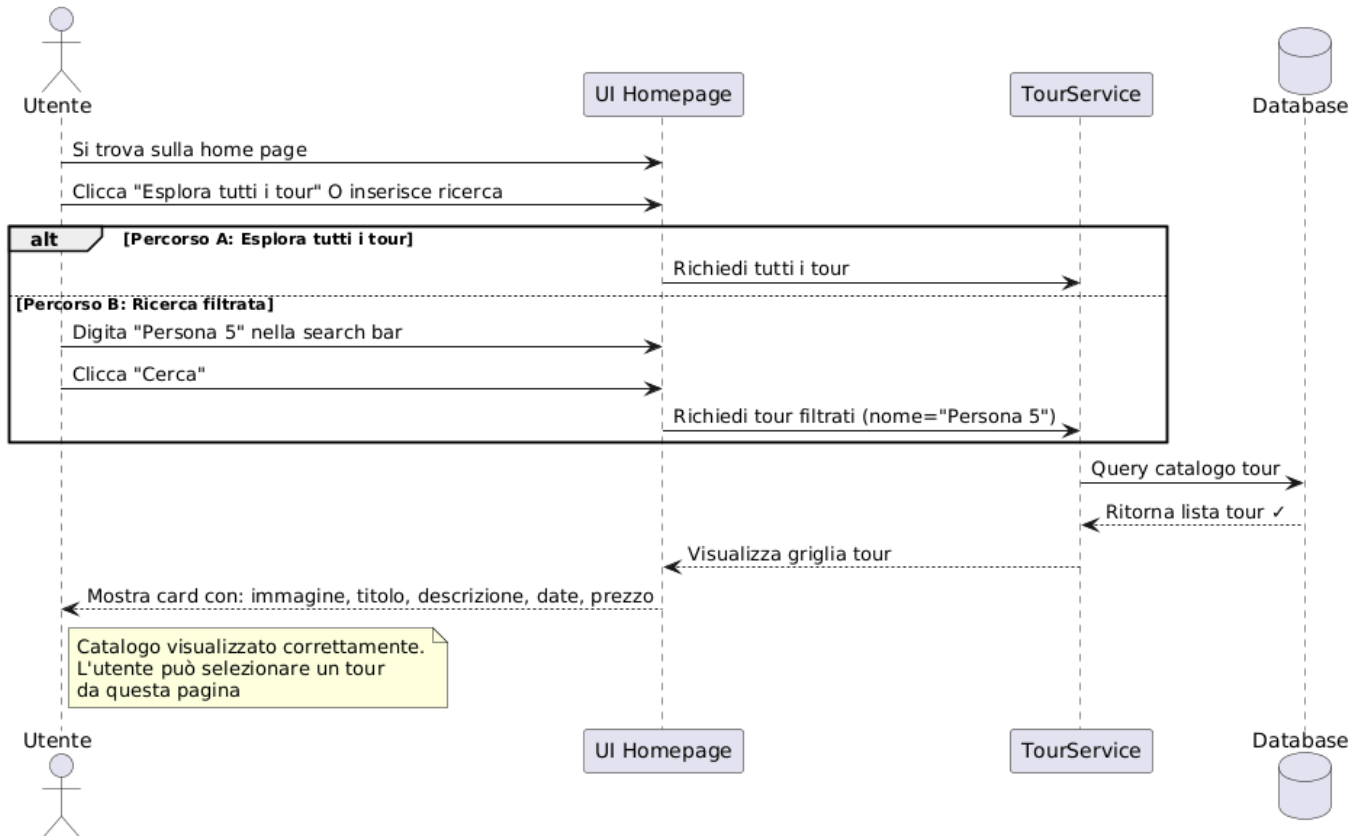 Utente
UI Homepage
TourService
Database
Si trova sulla home page
Clicca "Esplora tutti i tour" O inserisce ricerca
alt
[Percorso A: Esplora tutti i tour]
Richiedi tutti i tour
[Percorso B: Ricerca filtrata]
Digita "Persona 5" nella search bar
Clicca "Cerca"
Richiedi tour filtrati (nome="Persona 5")
Query catalogo tour
Ritorna lista tour ✓
Visualizza griglia tour
Mostra card con: immagine, titolo, descrizione, date, prezzo
Catalogo visualizzato correttamente.
L'utente può selezionare un tour
da questa pagina
Utente
UI Homepage
TourService
Database